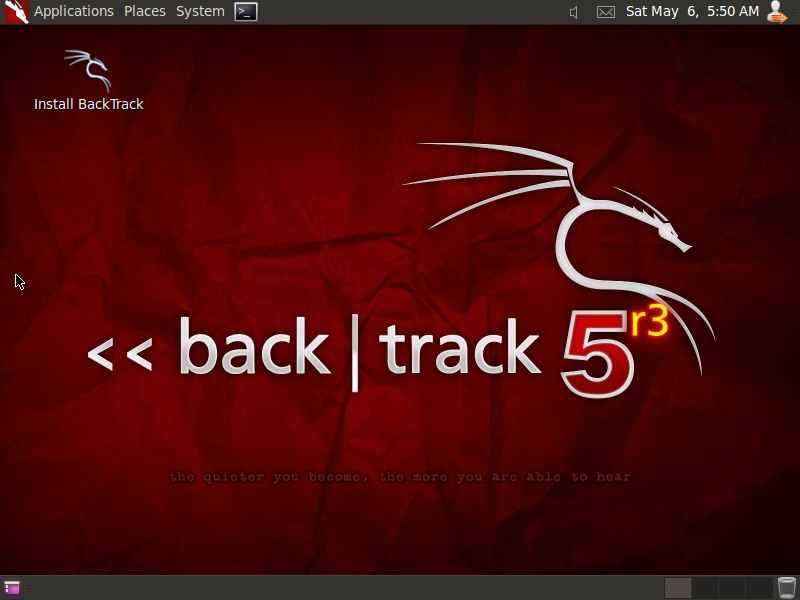 Applications Places System Sat May 6, 5:50 AM
Install BackTrack
<< back | track 5 r3
the quieter you become, the more you are able to hear